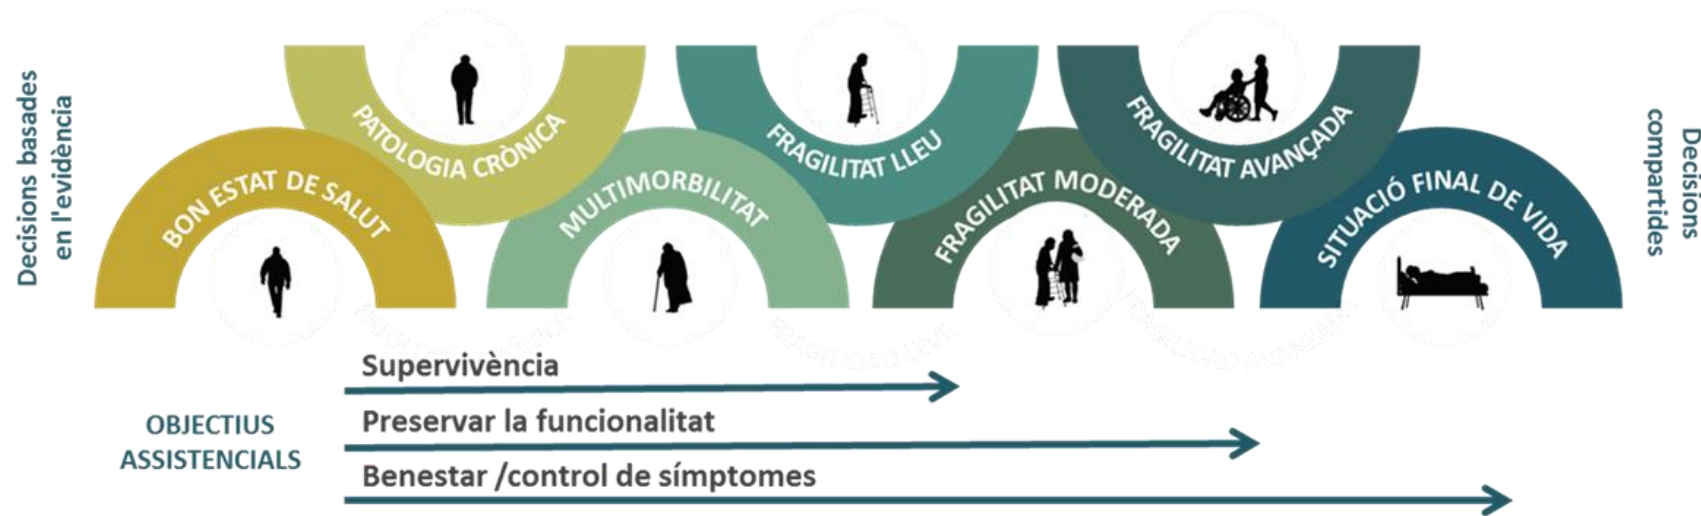 Decisions basades
en l'evidència
BON ESTAT DE SALUT
PATOLOGIA CRÒNICA
MULTIMORBILITAT
FRAGILITAT LLEU
FRAGILITAT MODERADA
FRAGILITAT AVANÇADA
SITUACIÓ FINAL DE VIDA
Decisions
compartides
OBJECTIUS
ASSISTENCIALS
Supervivència
Preservar la funcionalitat
Benestar /control de símptomes